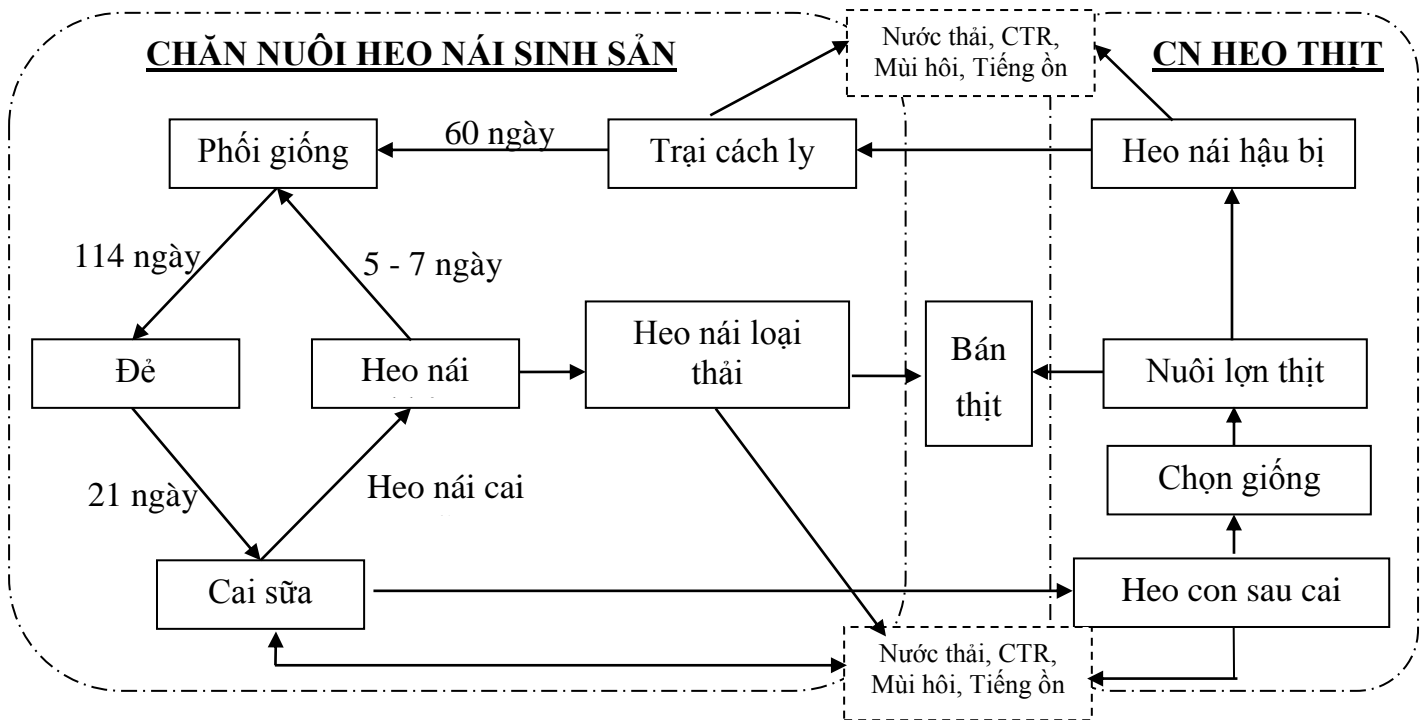 CHĂN NUÔI HEO NÁI SINH SẢN
Nước thải, CTR,
Mùi hôi, Tiếng ồn
CN HEO THỊT
Phối giống
60 ngày
Trại cách ly
Heo nái hậu bị
114 ngày
5 - 7 ngày
Đẻ
Heo nái
Heo nái loại
thải
Bán
thịt
Nuôi lợn thịt
21 ngày
Heo nái cai
Chọn giống
Cai sữa
Heo con sau cai
Nước thải, CTR,
Mùi hôi, Tiếng ồn